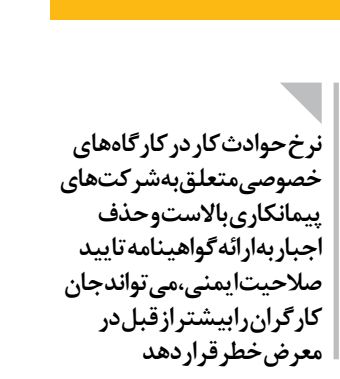 نرخ حوادث کار در کارگاه‌های
خصوصی متعلق به شرکت‌های
پیمانکاری بالاست و حذف
اجبار به ارائه گواهینامه تایید
صلاحیت ایمنی، می‌تواند جان
کارگران را بیشتر از قبل در
معرض خطر قرار دهد